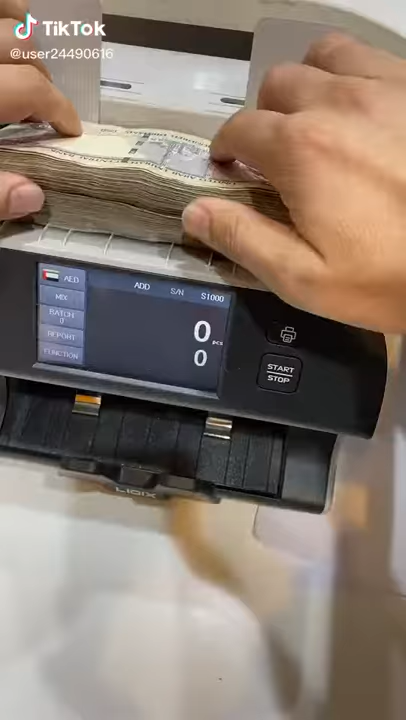 TikTok
@user24490616
AED
ADD
S/N
S1000
MIX
BATCH
0
REPORT
FUNCTION
0 pcs
0
START
STOP